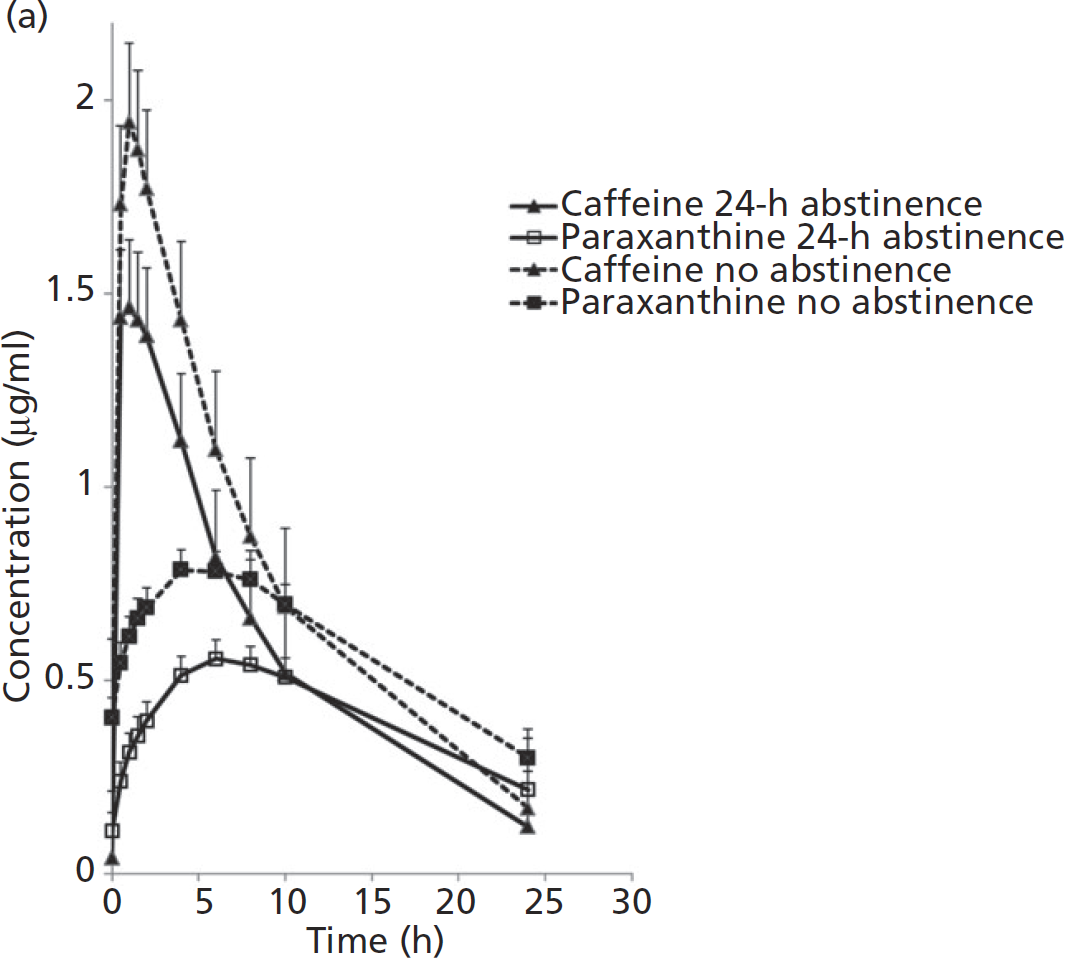 (a)
Concentration (µg/ml)
2
1.5
1
0.5
0
0 5 10 15 20 25 30
Time (h)
Caffeine 24-h abstinence
Paraxanthine 24-h abstinence
Caffeine no abstinence
Paraxanthine no abstinence